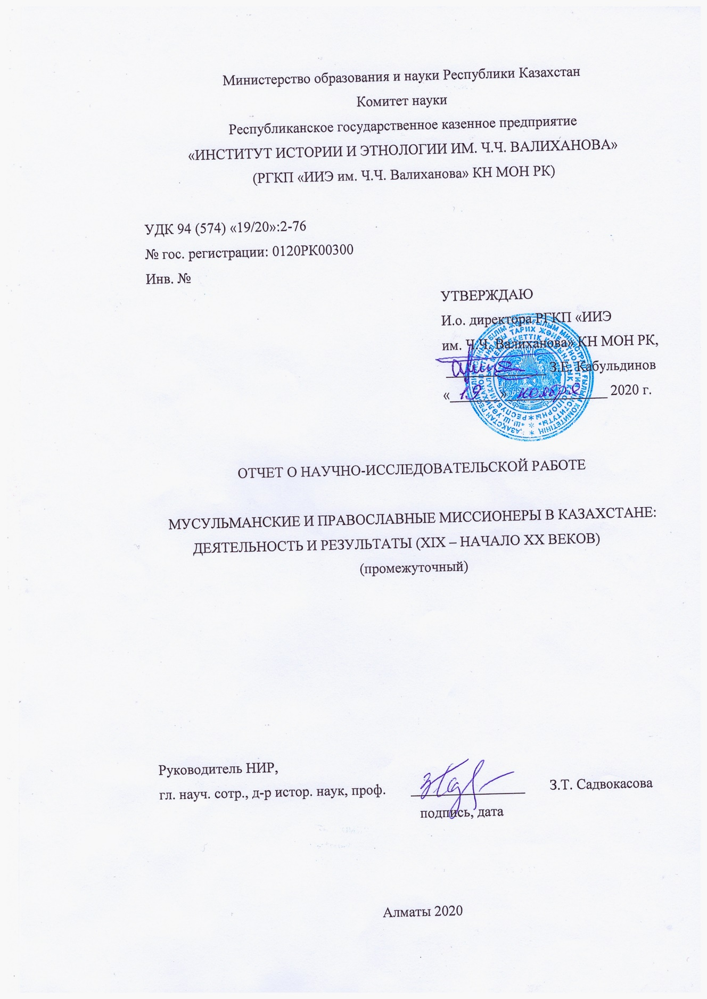 Министерство образования и науки Республики Казахстан
Комитет науки
Республиканское государственное казенное предприятие
«ИНСТИТУТ ИСТОРИИ И ЭТНОЛОГИИ ИМ. Ч.Ч. ВАЛИХАНОВА»
(РГКП «ИИЭ им. Ч.Ч. Валиханова» КН МОН РК)
УДК 94 (574) «19/20»:2-76
№ гос. регистрации: 0120РК00300
Инв. №
УТВЕРЖДАЮ
И.о. директора РГКП «ИИЭ
им. Ч.Ч. Валиханова» КН МОН РК,
З.Е. Кабульдинов
«19» ноября 2020 г.
ОТЧЕТ О НАУЧНО-ИССЛЕДОВАТЕЛЬСКОЙ РАБОТЕ
МУСУЛЬМАНСКИЕ И ПРАВОСЛАВНЫЕ МИССИОНЕРЫ В КАЗАХСТАНЕ:
ДЕЯТЕЛЬНОСТЬ И РЕЗУЛЬТАТЫ (XIX – НАЧАЛО XX ВЕКОВ)
(промежуточный)
Руководитель НИР,
гл. науч. сотр., д-р истор. наук, проф. З.Т. Садвокасова
подпись, дата
Алматы 2020